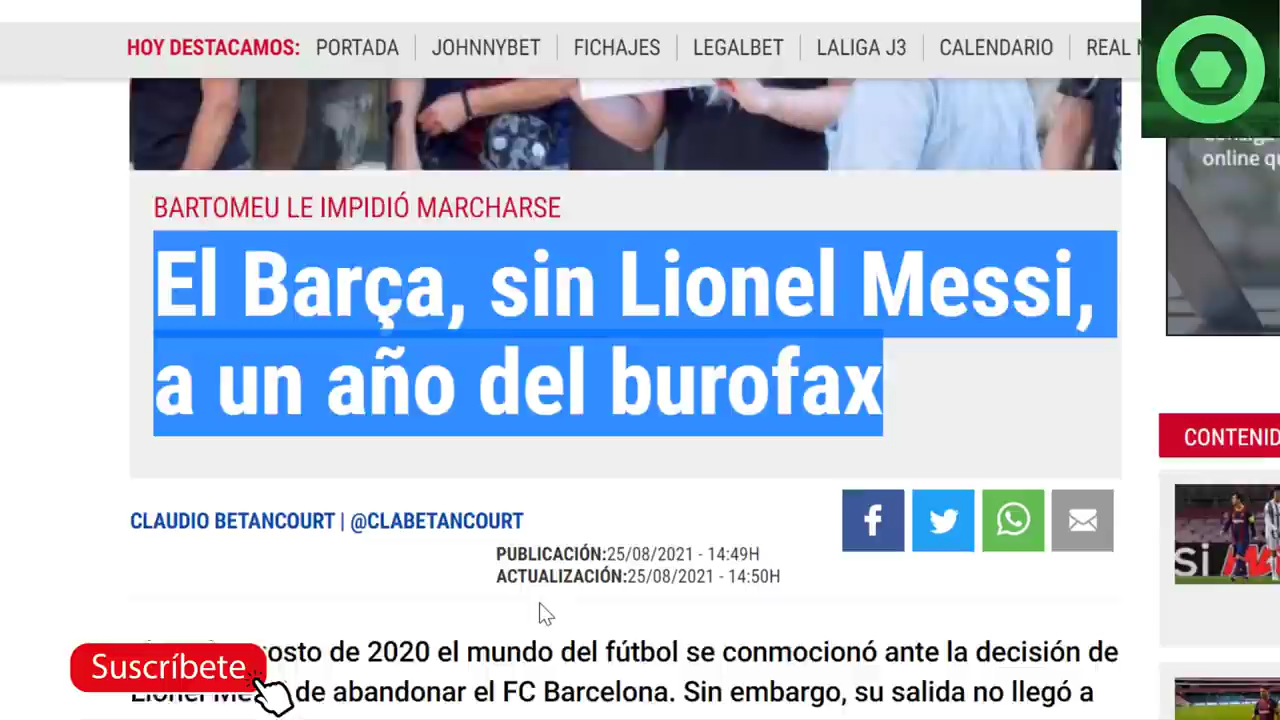 HOY DESTACAMOS: PORTADA JOHNNYBET FICHAJES LEGALBET LALIGA J3 CALENDARIO REAL
online
BARTOMEU LE IMPIDIÓ MARCHARSE
El Barça, sin Lionel Messi,
a un año del burofax
CONTENID
CLAUDIO BETANCOURT | @CLABETANCOURT
PUBLICACIÓN:25/08/2021 - 14:49H
ACTUALIZACIÓN:25/08/2021 - 14:50H
de 2020 el mundo del fútbol se conmocionó ante la decisión de
Suscríbete
Lionel de abandonar el FC Barcelona. Sin embargo, su salida no llegó a